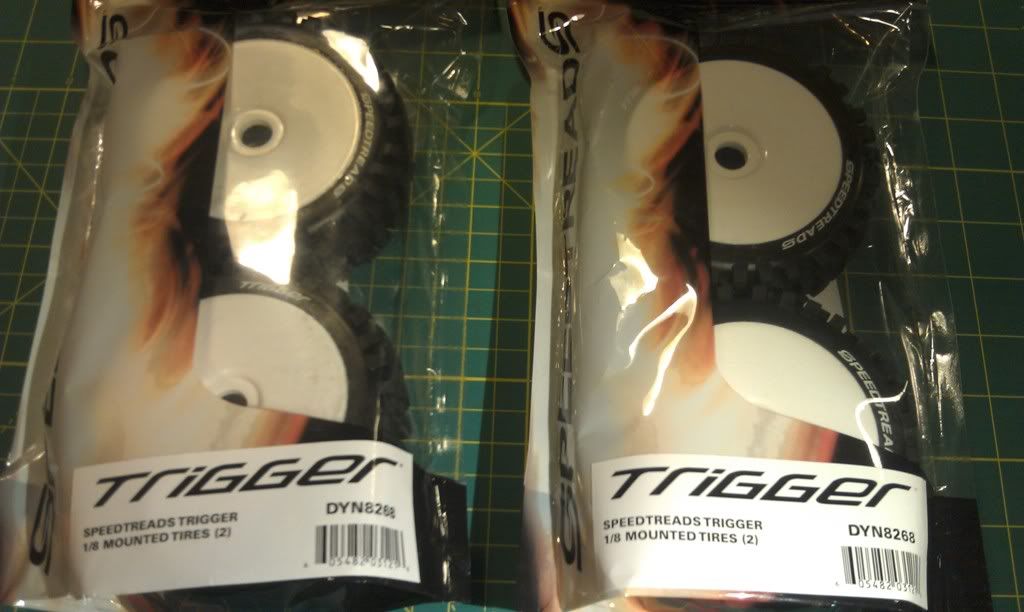 SPEEDTREADS
TRIGGER
TRIGGER
SPEEDTREADS TRIGGER
1/8 MOUNTED TIRES (2)
DYN8268
SPEEDTREADS
SPEEDTREADS
TRIGGER
SPEEDTREADS TRIGGER
1/8 MOUNTED TIRES (2)
DYN8268